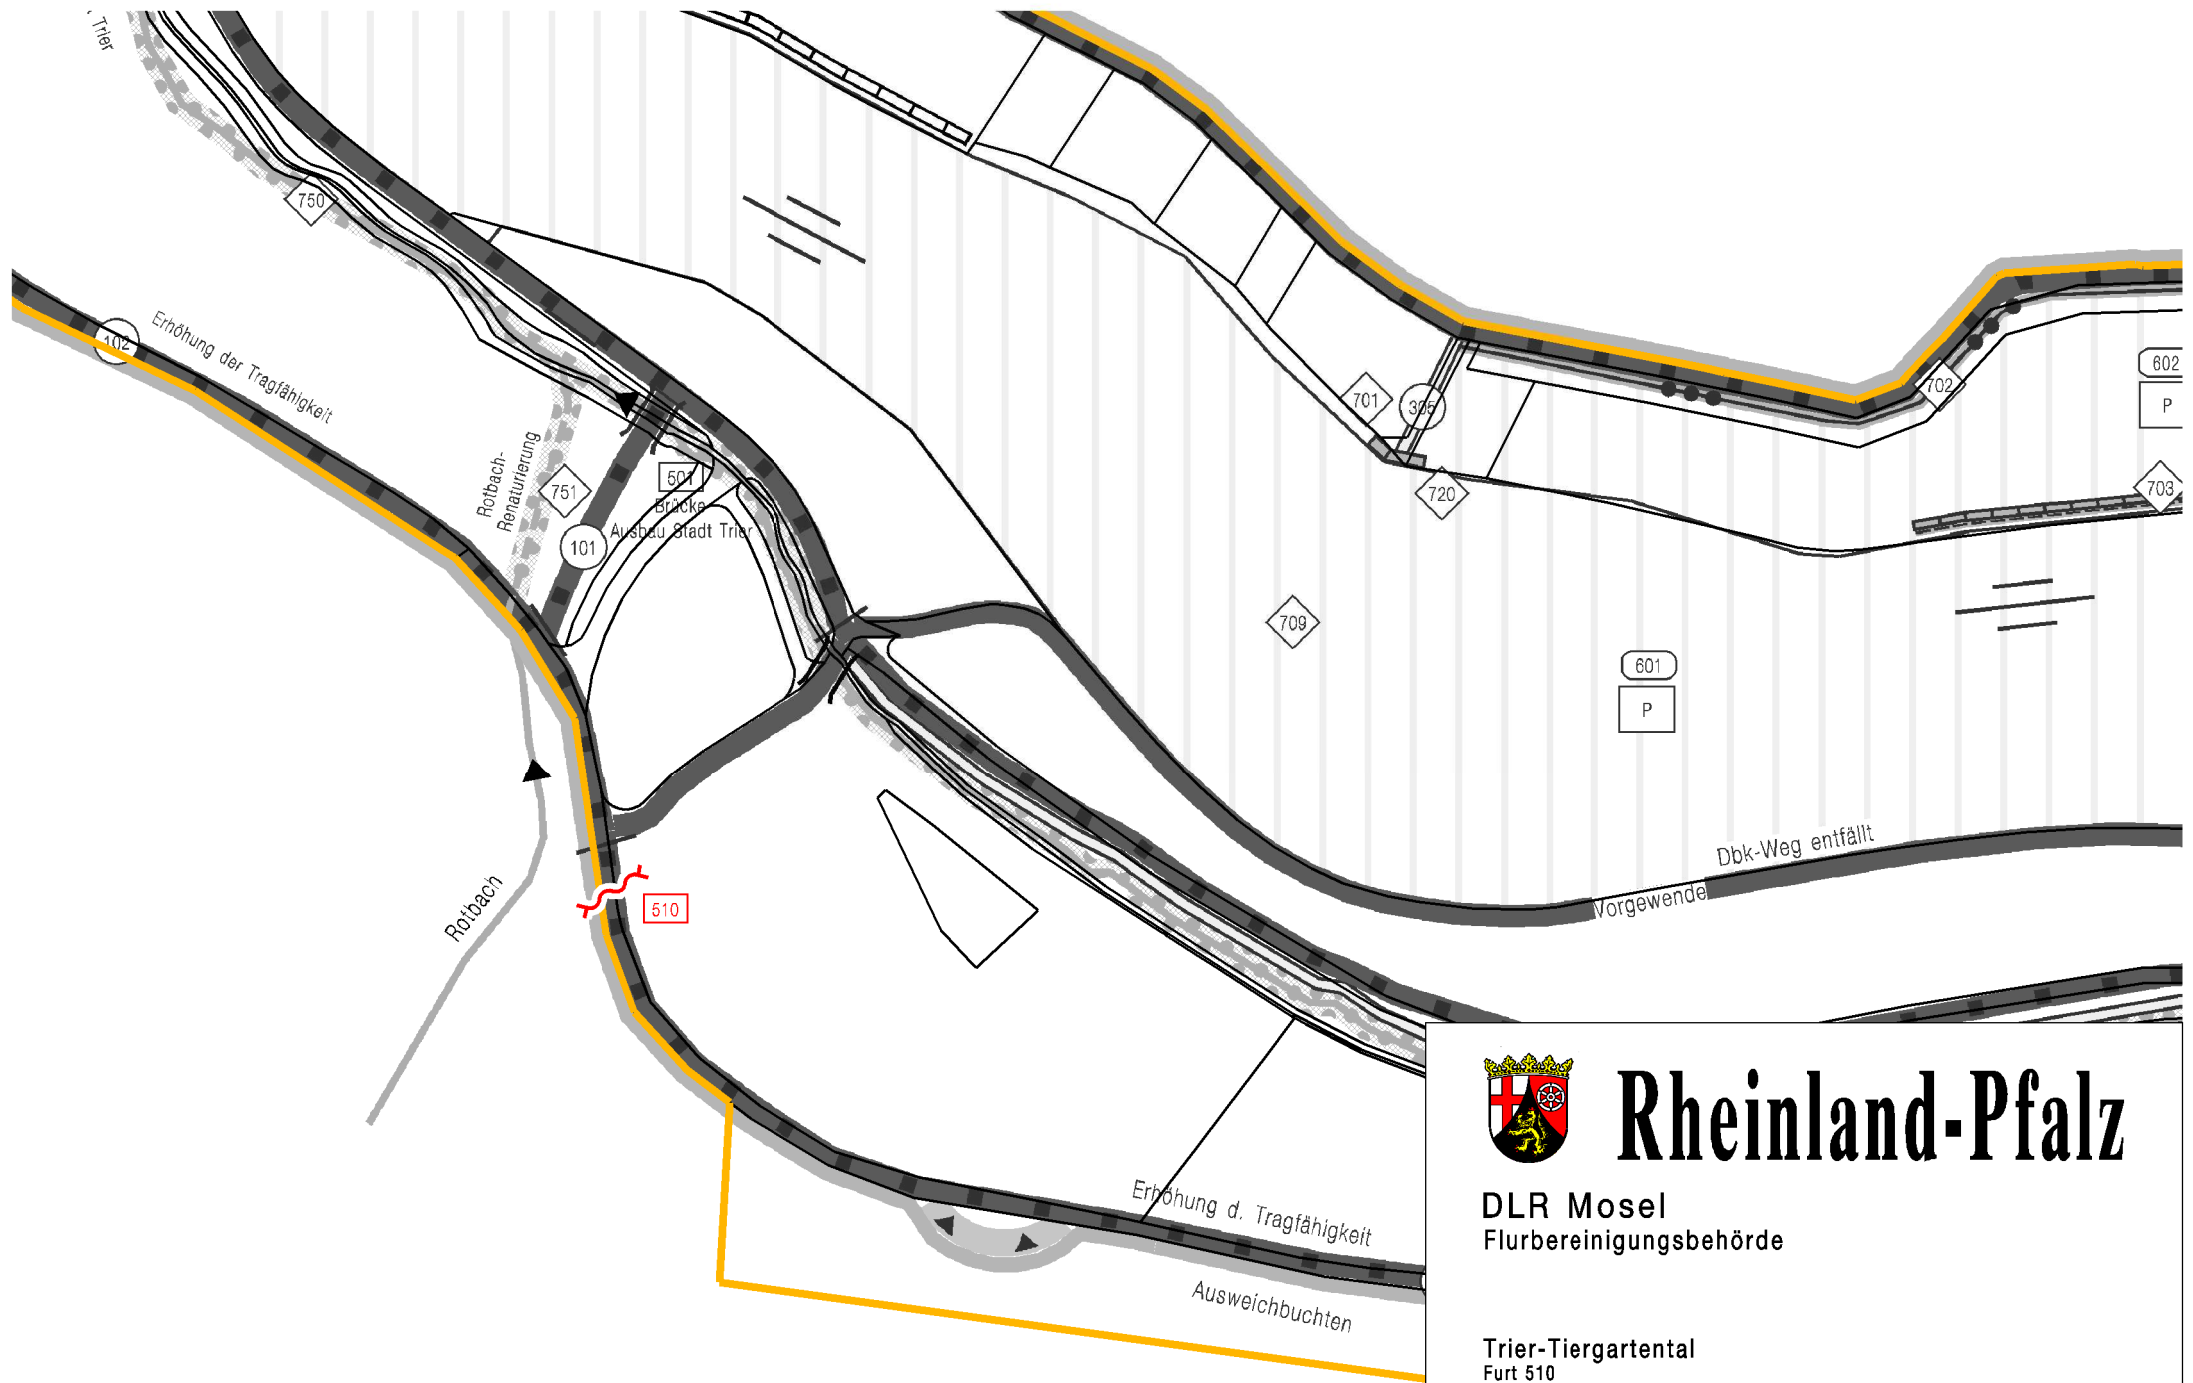 Trier
750
102
Erhöhung der Tragfähigkeit
Rotbach-
Renaturierung
751
501
Brücke
Ausbau Stadt Trier
101
701
305
720
702
602
P
703
709
601
P
Dbk-Weg entfällt
Vorgewende
Rotbach
510
Erhöhung d. Tragfähigkeit
Ausweichbuchten
Rheinland-Pfalz
DLR Mosel
Flurbereinigungsbehörde
Trier-Tiergartental
Furt 510